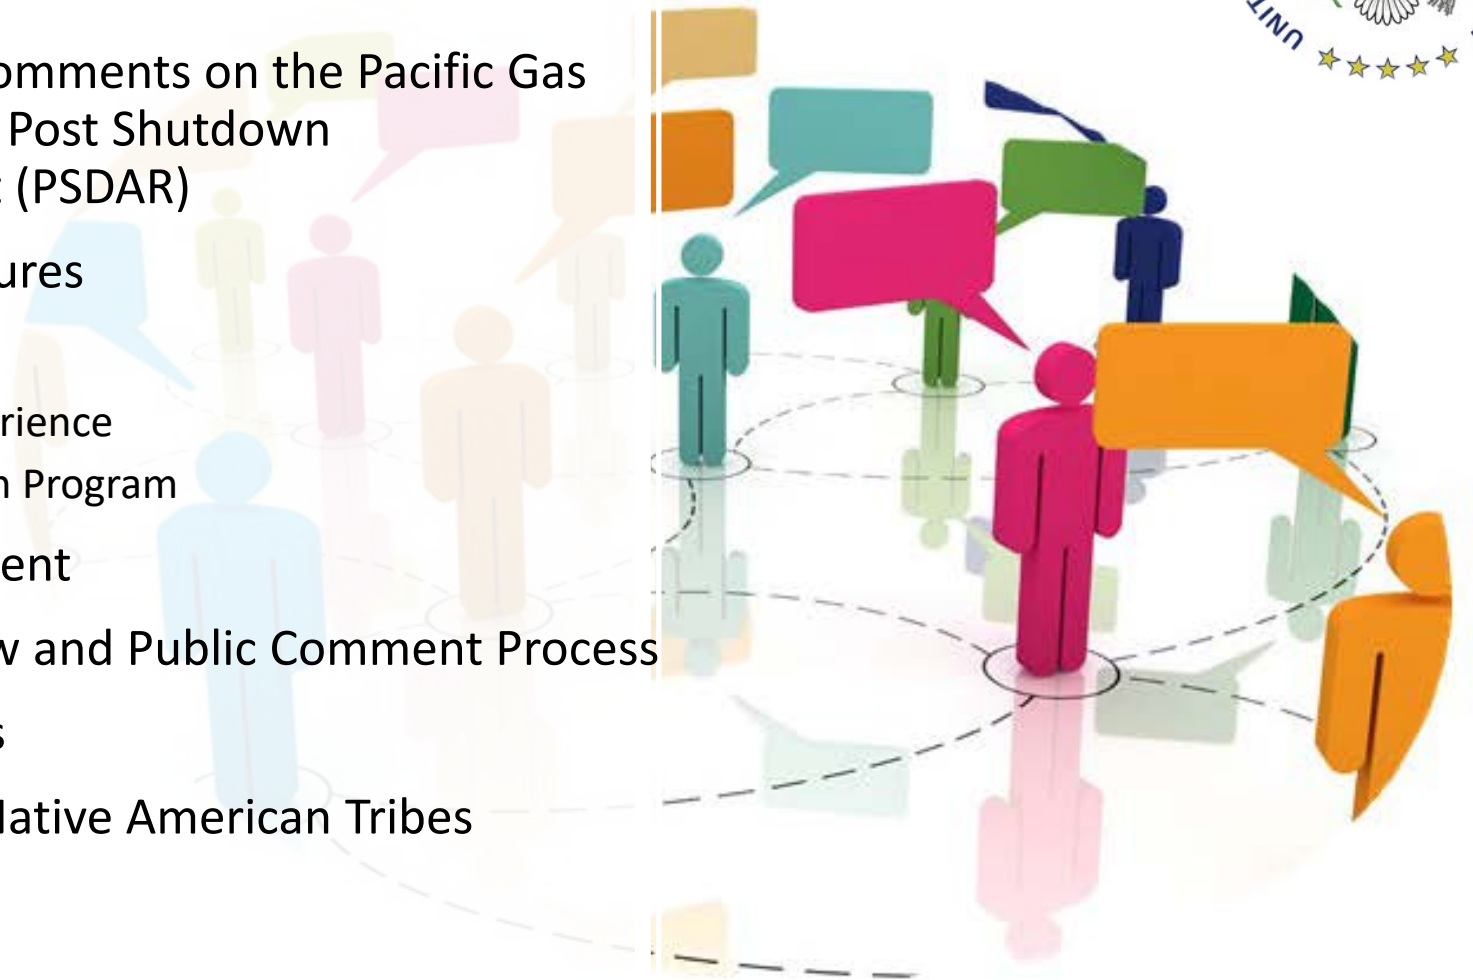 UNIT
omments on the Pacific Gas
Post Shutdown
t (PSDAR)
ures
rience
n Program
ent
w and Public Comment Process
s
Native American Tribes